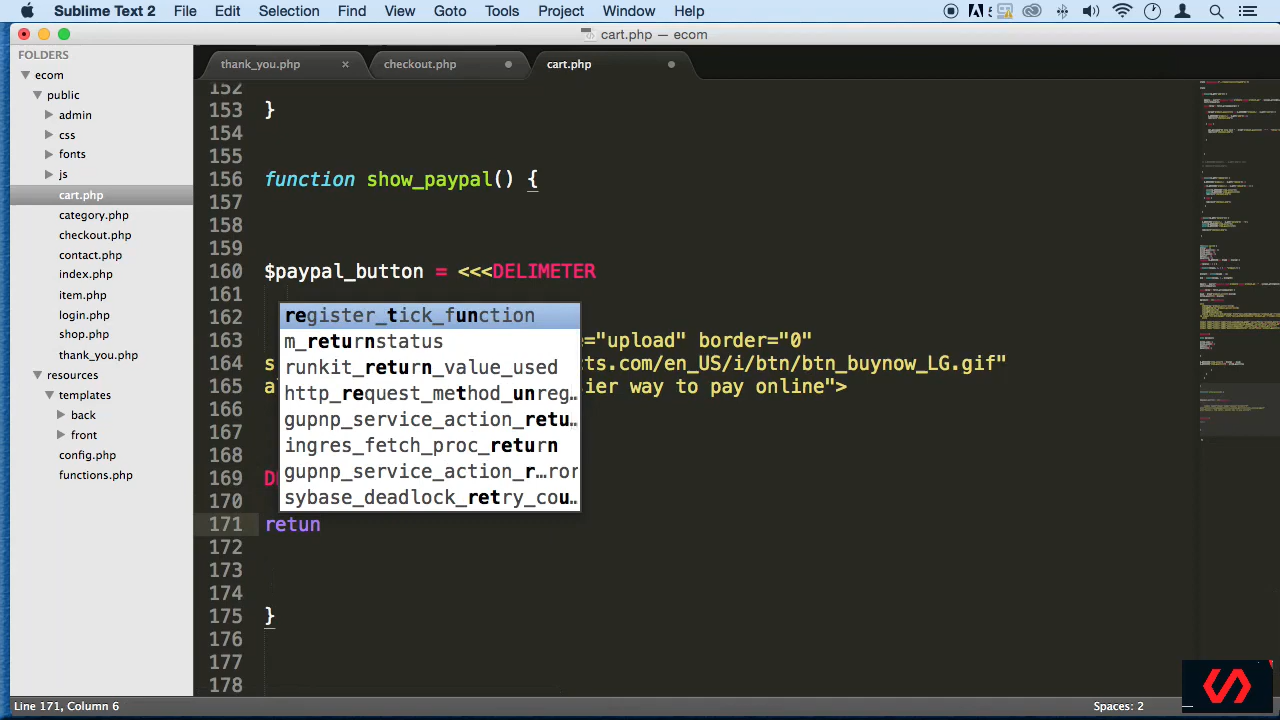 Sublime Text 2 File Edit Selection Find View Goto Tools Project Window Help
cart.php — ecom
FOLDERS
ecom
public
admin
css
fonts
js
cart.php
category.php
checkout.php
contact.php
index.php
item.php
login.php
shop.php
thank_you.php
resources
templates
back
front
config.php
functions.php
thank_you.php × checkout.php cart.php
152
153 }
154
155
156 function show_paypal() {
157
158
159
160 $paypal_button = <<<DELIMETER
161
162
163 e="upload" border="0"
164 s ts.com/en_US/i/btn/btn_buynow_LG.gif"
165 al ier way to pay online">
166
167
168
169 DE
170
171 retun
172
173
174
175 }
176
177
178
register_tick_function
m_returnstatus
runkit_return_value_used
http_request_method_unreg…
gupnp_service_action_retu…
ingres_fetch_proc_return
gupnp_service_action_r…ror
sybase_deadlock_retry_cou…
Line 171, Column 6 Spaces: 2